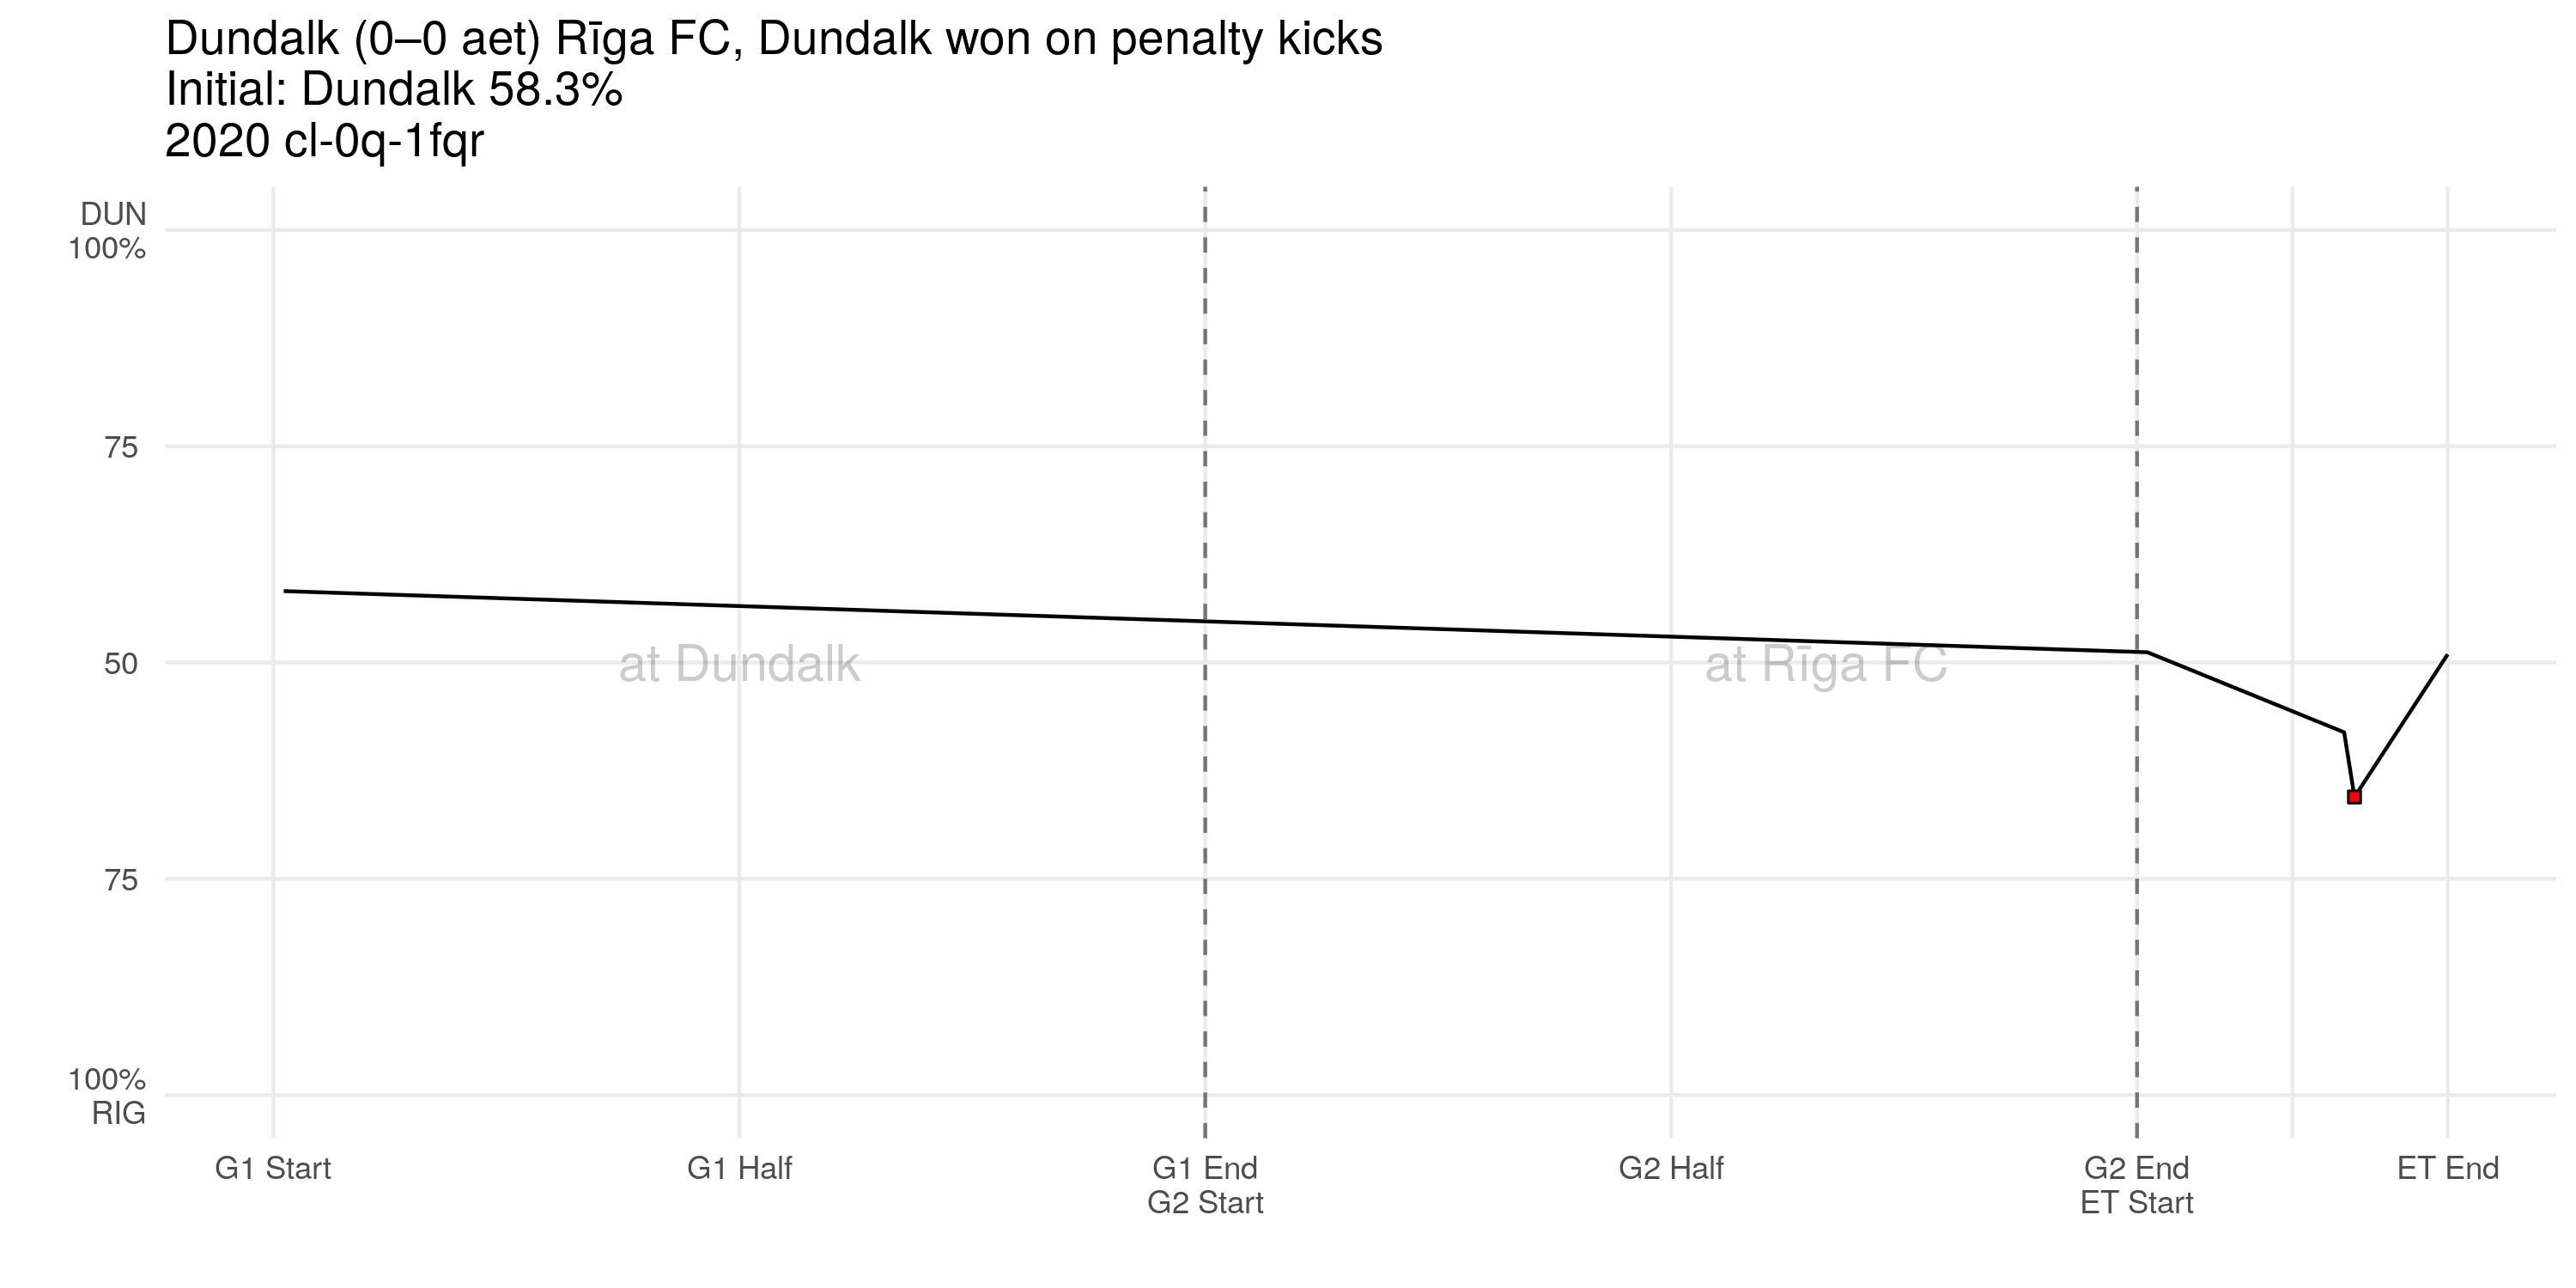 Dundalk (0–0 aet) Rīga FC, Dundalk won on penalty kicks
Initial: Dundalk 58.3%
2020 cl-0q-1fqr
DUN
100%
75
50
75
100%
RIG
at Dundalk
at Rīga FC
G1 Start
G1 Half
G1 End
G2 Start
G2 Half
G2 End
ET Start
ET End